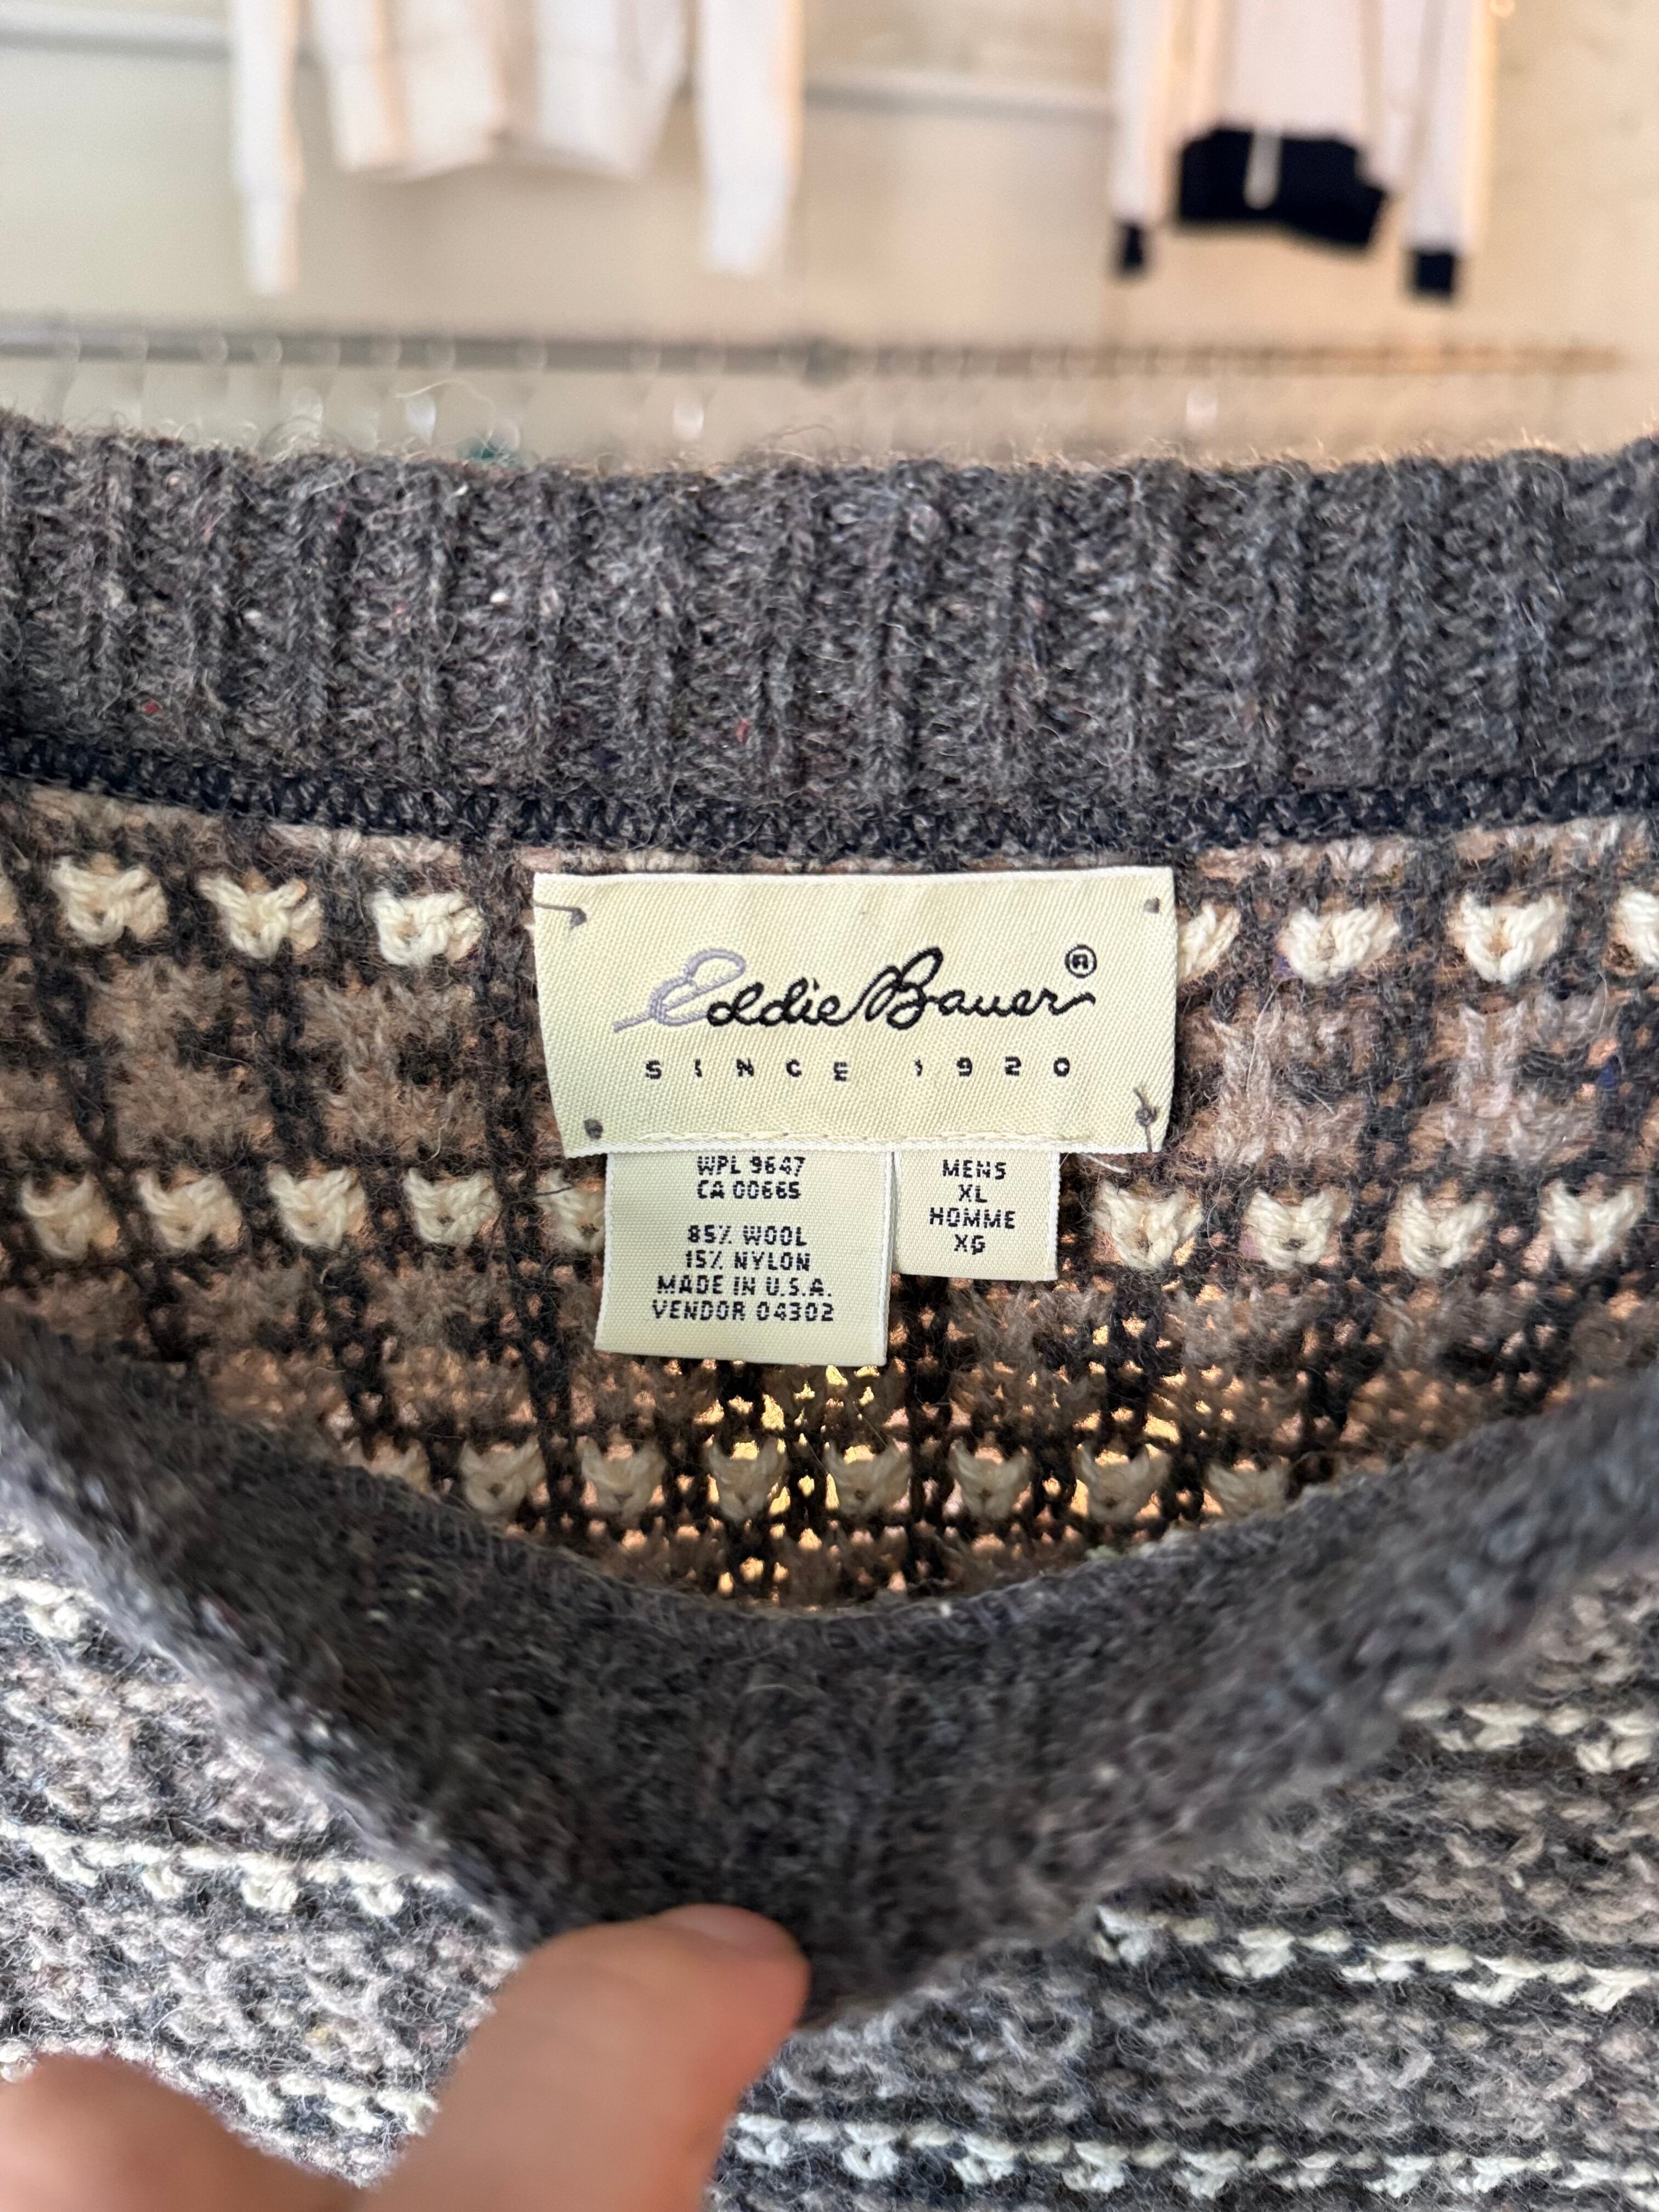 Eddie Bauer®
SINCE 1920
WPL 9647
CA 00665
85% WOOL
15% NYLON
MADE IN U.S.A.
VENDOR 04302
MENS
XL
HOMME
XG